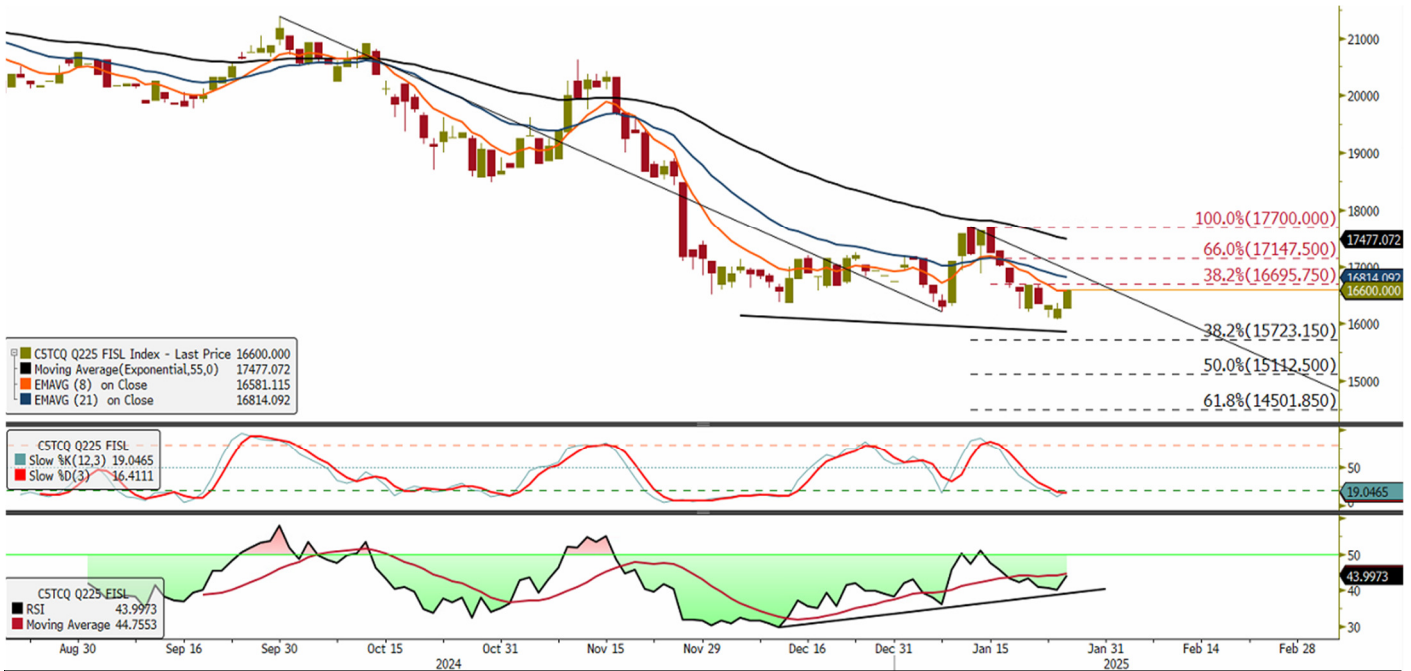 21000
20000
19000
18000
17000
16000
15000
100.0%(17700.000)
66.0%(17147.500)
38.2%(16695.750)
38.2%(15723.150)
50.0%(15112.500)
61.8%(14501.850)
17477.072
16814.092
16600.000
C5TCQ Q225 FISL Index - Last Price 16600.000
Moving Average(Exponential,55,0) 17477.072
EMAVG (8) on Close 16581.115
EMAVG (21) on Close 16814.092
C5TCQ Q225 FISL
Slow %K(12,3) 19.0465
Slow %D(3) 16.4111
50
19.0465
0
C5TCQ Q225 FISL
RSI 43.9973
Moving Average 44.7553
50
43.9973
40
30
Aug 30 Sep 16 Sep 30 Oct 15 Oct 31 Nov 15 Nov 29 Dec 16 Dec 31 Jan 15 Jan 31 Feb 14 Feb 28
2024 2025